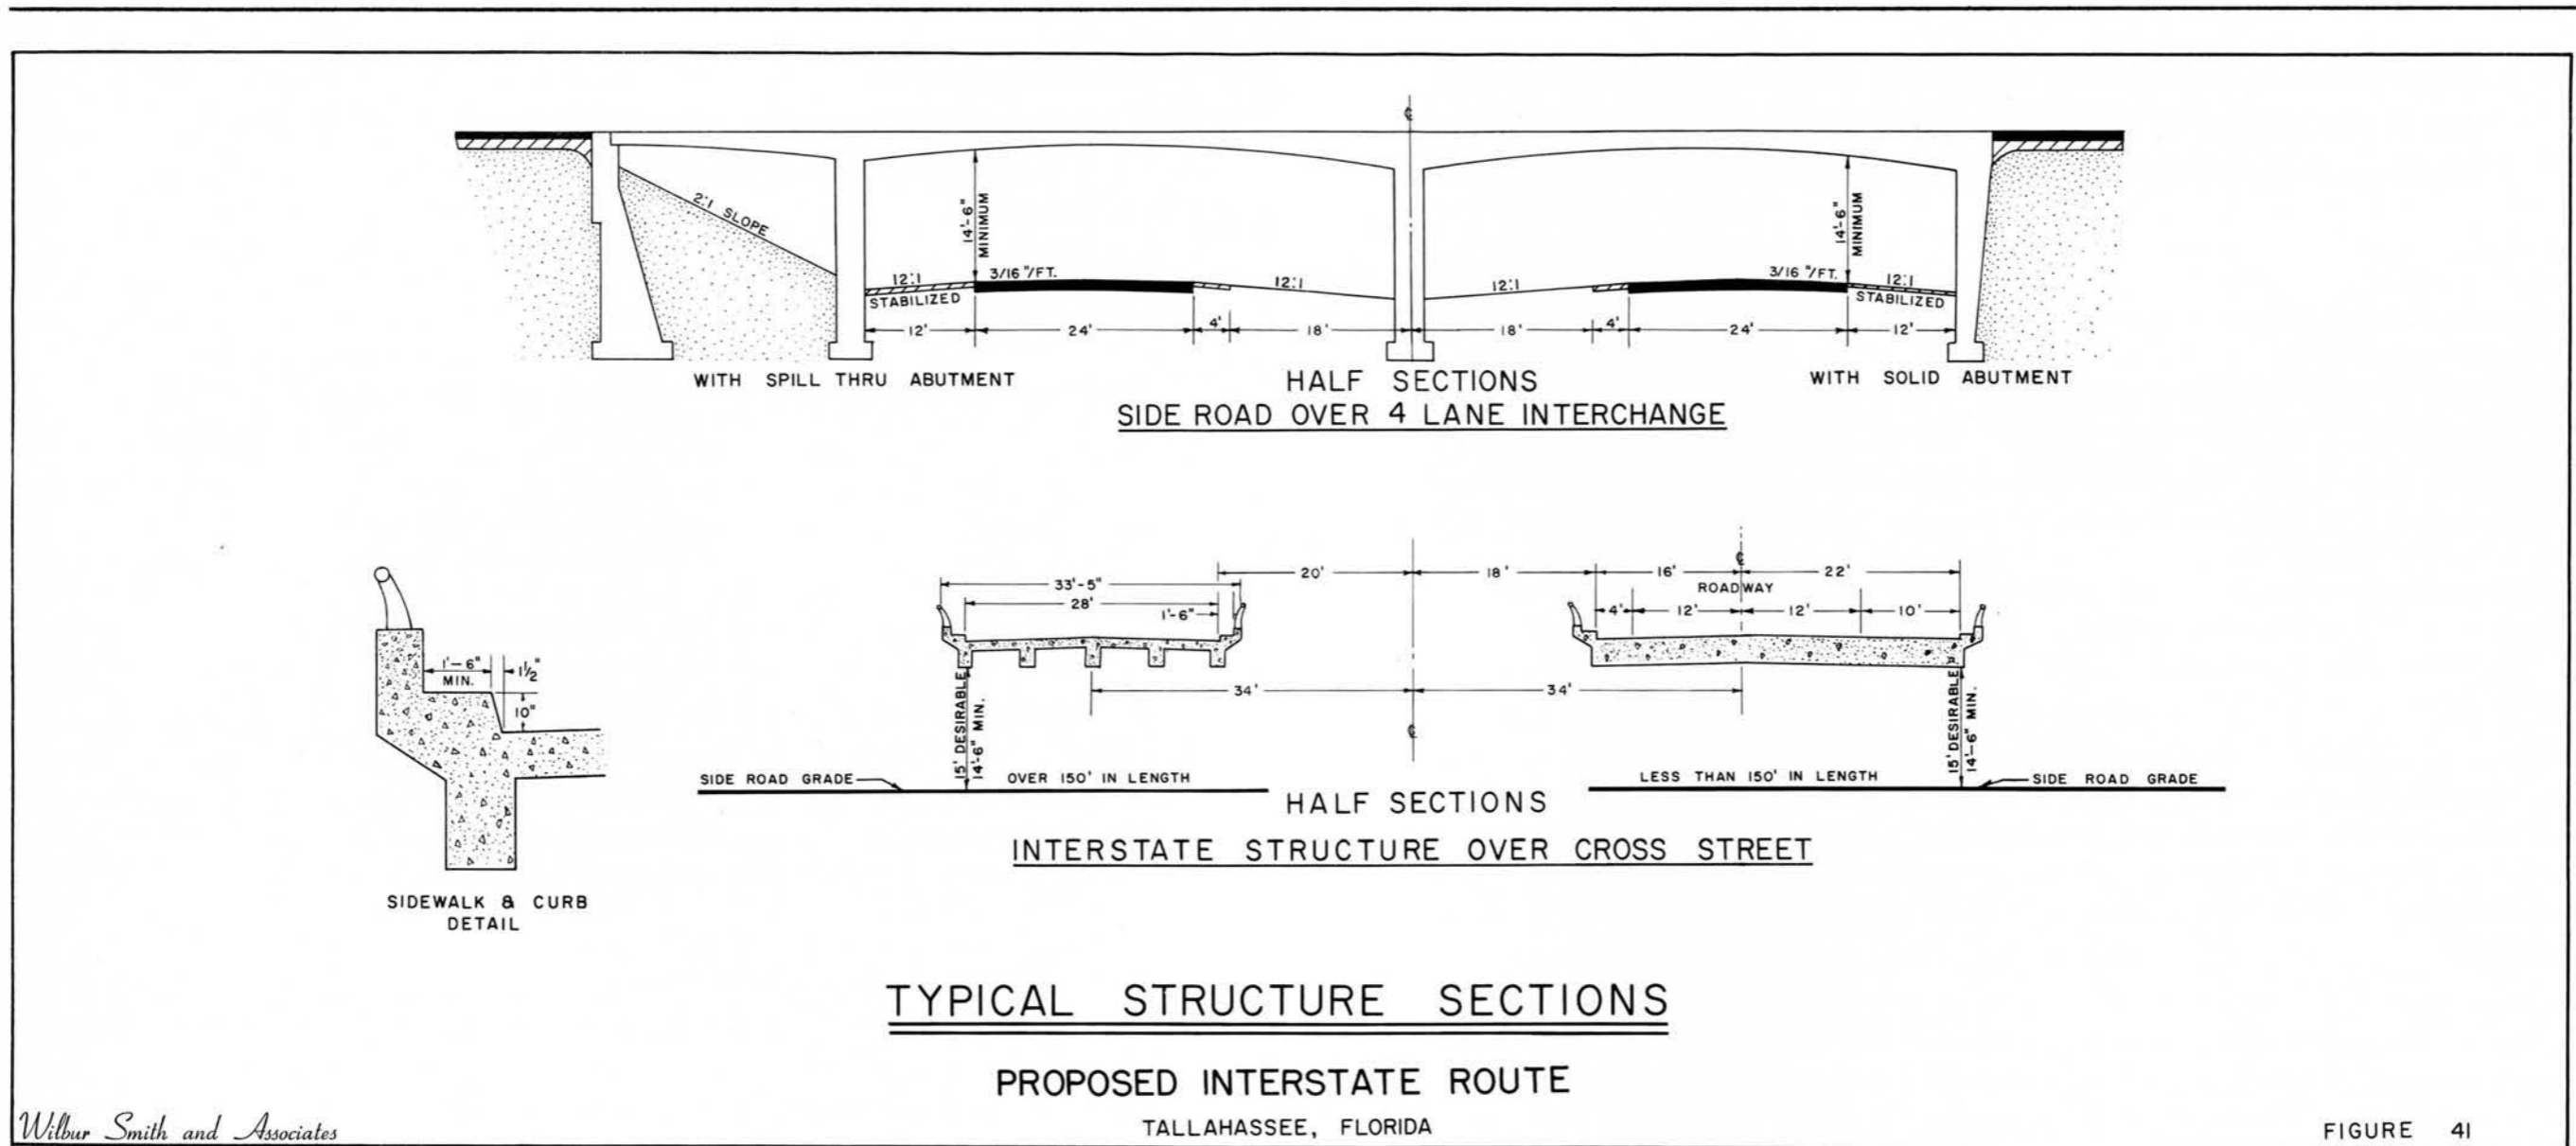 ℄
2:1 SLOPE
14'-6" MINIMUM
14'-6" MINIMUM
12:1
3/16"/FT.
12:1
12:1
3/16"/FT.
12:1
STABILIZED
STABILIZED
12' 24' 4' 18' 18' 4' 24' 12'
WITH SPILL THRU ABUTMENT
HALF SECTIONS
WITH SOLID ABUTMENT
SIDE ROAD OVER 4 LANE INTERCHANGE
1'-6" MIN.
1½"
10"
SIDEWALK & CURB
DETAIL
33'-5"
28'
1'-6"
20' 18' 16' ℄ 22'
ROADWAY
4' 12' 12' 10'
34' 34'
℄
15' DESIRABLE
14'-6" MIN.
15' DESIRABLE
14'-6" MIN.
SIDE ROAD GRADE
OVER 150' IN LENGTH
LESS THAN 150' IN LENGTH
SIDE ROAD GRADE
HALF SECTIONS
INTERSTATE STRUCTURE OVER CROSS STREET
TYPICAL STRUCTURE SECTIONS
PROPOSED INTERSTATE ROUTE
TALLAHASSEE, FLORIDA
Wilbur Smith and Associates
FIGURE 41